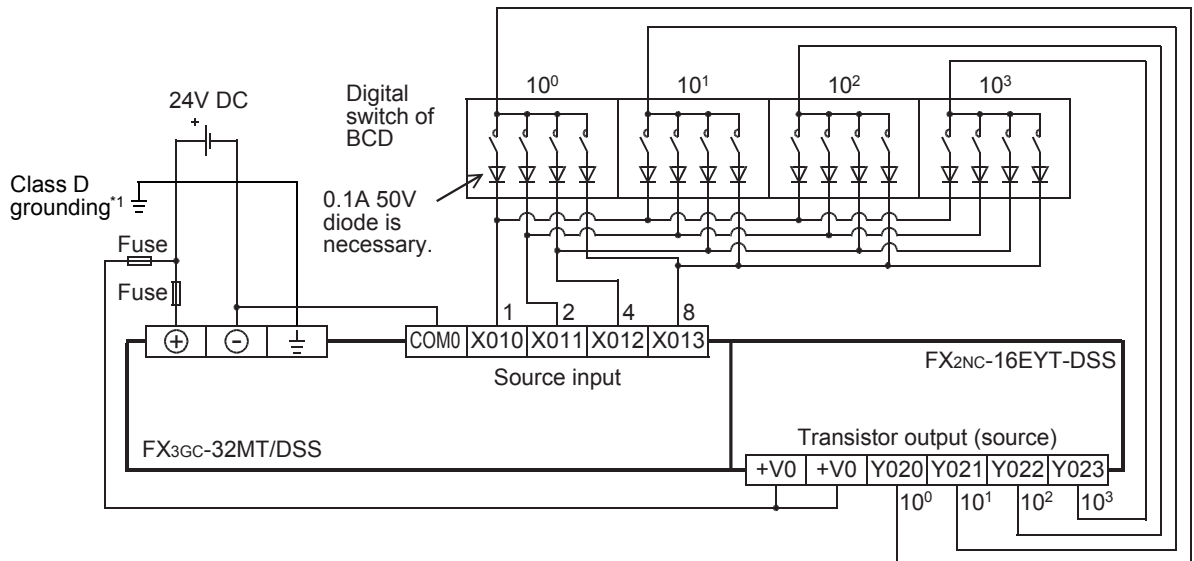 10⁰ 10¹ 10² 10³
24V DC
+
Digital
switch of
BCD
Class D
grounding*1
0.1A 50V
diode is
necessary.
Fuse
Fuse
1 2 4 8
+ - COM0 X010 X011 X012 X013
Source input
FX2NC-16EYT-DSS
FX3GC-32MT/DSS
Transistor output (source)
+V0 +V0 Y020 Y021 Y022 Y023
10⁰ 10¹ 10² 10³